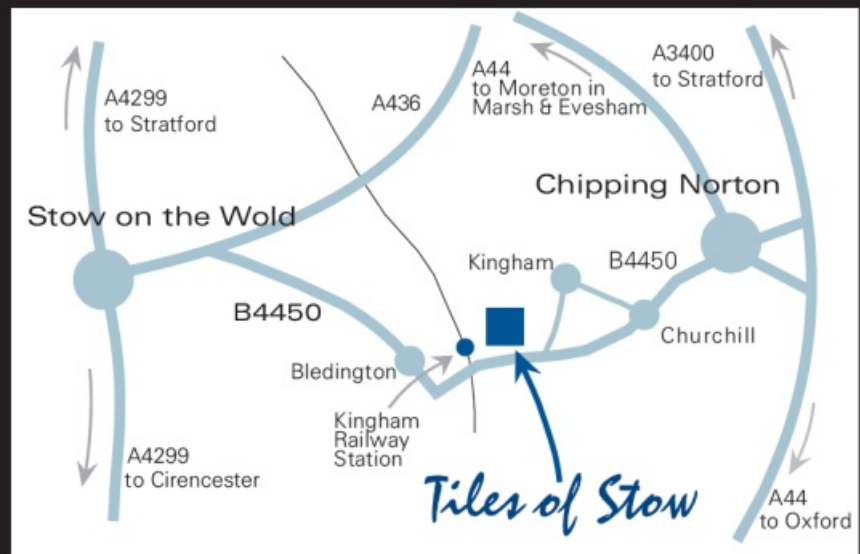 A4299
to Stratford
A436
A44
to Moreton in
Marsh & Evesham
A3400
to Stratford
Stow on the Wold
Chipping Norton
Kingham
B4450
B4450
Churchill
Bledington
Kingham
Railway
Station
A4299
to Cirencester
Tiles of Stow
A44
to Oxford